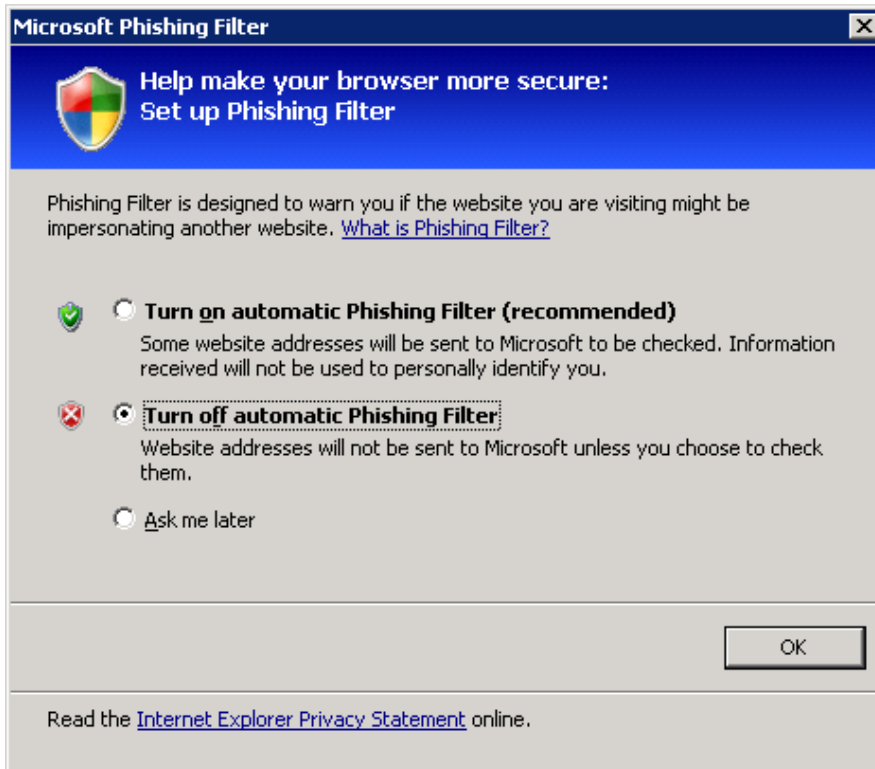 Microsoft Phishing Filter
Help make your browser more secure:
Set up Phishing Filter
Phishing Filter is designed to warn you if the website you are visiting might be
impersonating another website. What is Phishing Filter?
Turn on automatic Phishing Filter (recommended)
Some website addresses will be sent to Microsoft to be checked. Information
received will not be used to personally identify you.
Turn off automatic Phishing Filter
Website addresses will not be sent to Microsoft unless you choose to check
them.
Ask me later
OK
Read the Internet Explorer Privacy Statement online.